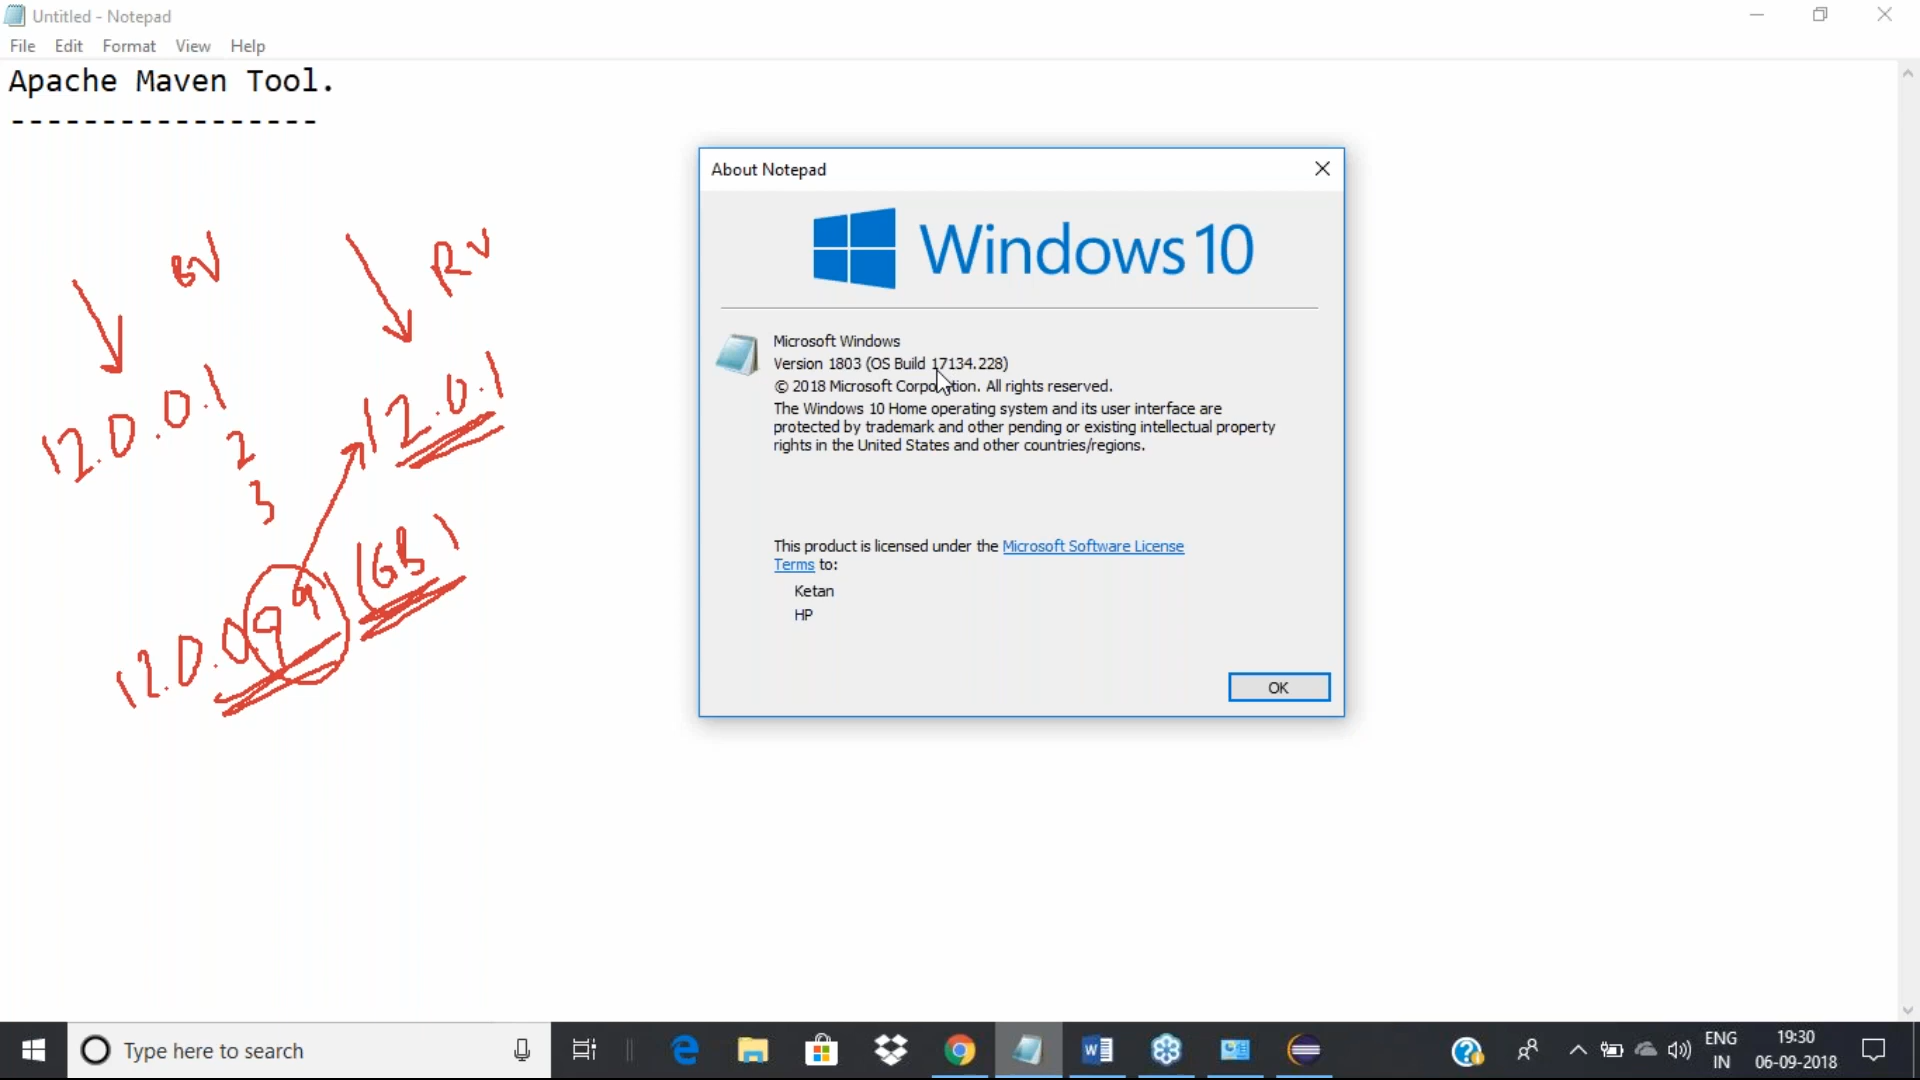 Untitled - Notepad
File Edit Format View Help
Apache Maven Tool.
-----------------
BV
RV
12.0.0.1
2
3
12.0.1
12.0.099
(GB)
About Notepad
Windows 10
Microsoft Windows
Version 1803 (OS Build 17134.228)
© 2018 Microsoft Corporation. All rights reserved.
The Windows 10 Home operating system and its user interface are
protected by trademark and other pending or existing intellectual property
rights in the United States and other countries/regions.
This product is licensed under the Microsoft Software License
Terms to:
Ketan
HP
OK
Type here to search
ENG
IN
19:30
06-09-2018